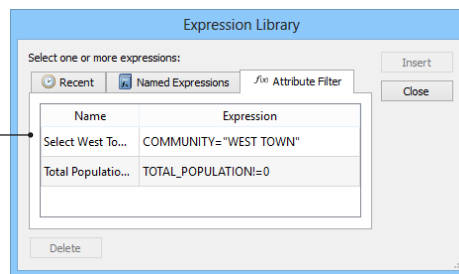 Expression Library
Select one or more expressions:
Insert
Recent
Named Expressions
f(x) Attribute Filter
Close
Name Expression
Select West To... COMMUNITY="WEST TOWN"
Total Populatio... TOTAL_POPULATION!=0
Delete